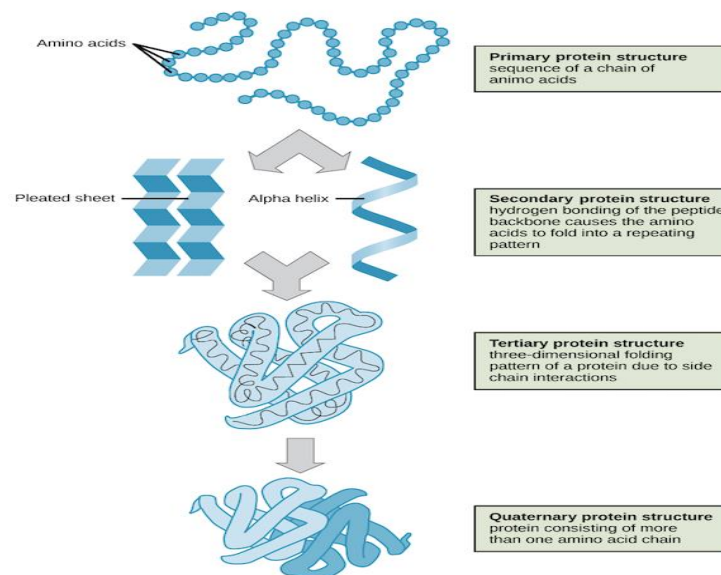 Amino acids
Primary protein structure
sequence of a chain of
animo acids
Pleated sheet
Alpha helix
Secondary protein structure
hydrogen bonding of the peptide
backbone causes the amino
acids to fold into a repeating
pattern
Tertiary protein structure
three-dimensional folding
pattern of a protein due to side
chain interactions
Quaternary protein structure
protein consisting of more
than one amino acid chain